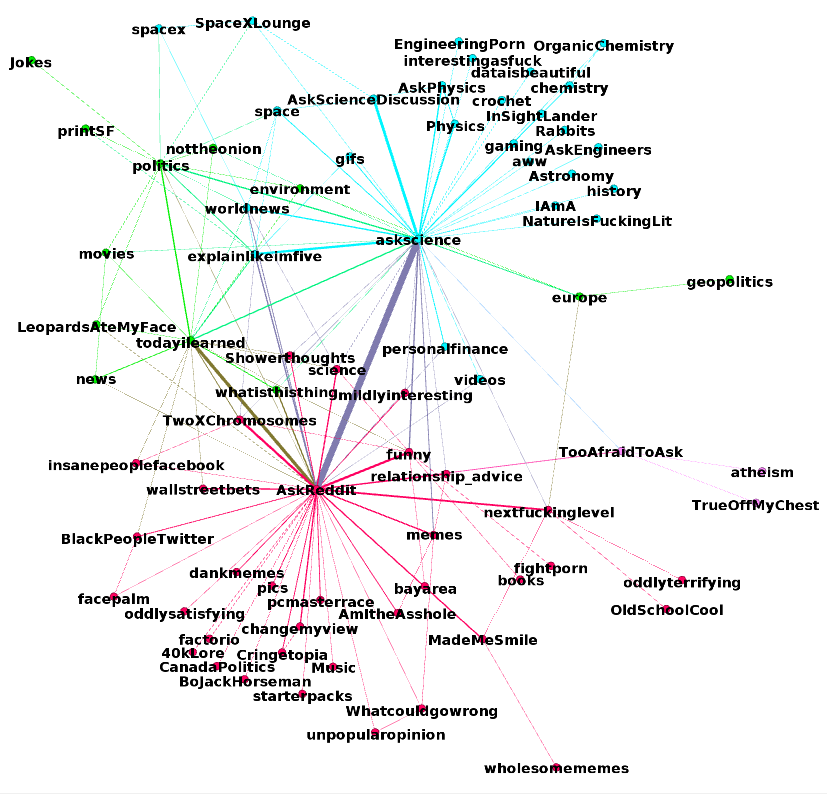 SpaceXLounge
spacex
EngineeringPorn
OrganicChemistry
interestingasfuck
Jokes
dataisbeautiful
AskPhysics
chemistry
AskScienceDiscussion
crochet
space
InSightLander
Physics
printSF
Rabbits
gaming
nottheonion
AskEngineers
gifs
aww
politics
Astronomy
environment
history
IAmA
worldnews
NatureIsFuckingLit
askscience
movies
explainlikeimfive
geopolitics
europe
LeopardsAteMyFace
todayilearned
personalfinance
Showerthoughts
science
news
videos
whatisthisthing
mildlyinteresting
TwoXChromosomes
TooAfraidToAsk
funny
insanepeoplefacebook
atheism
relationship_advice
wallstreetbets
AskReddit
TrueOffMyChest
nextfuckinglevel
memes
BlackPeopleTwitter
fightporn
dankmemes
books
oddlyterrifying
pics
bayarea
facepalm
pcmasterrace
oddlysatisfying
AmItheAsshole
OldSchoolCool
changemyview
factorio
MadeMeSmile
40kLore
Cringetopia
CanadaPolitics
Music
BoJackHorseman
starterpacks
Whatcouldgowrong
unpopularopinion
wholesomememes